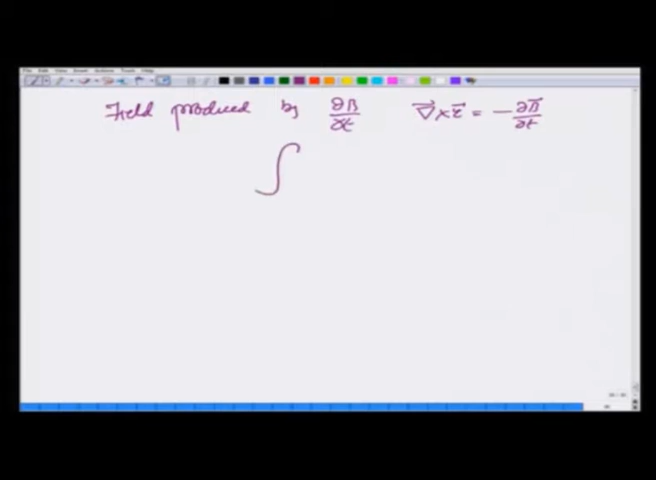 Field produced by ∂B/∂t ∇⃗×E⃗ = −∂B⃗/∂t
∫